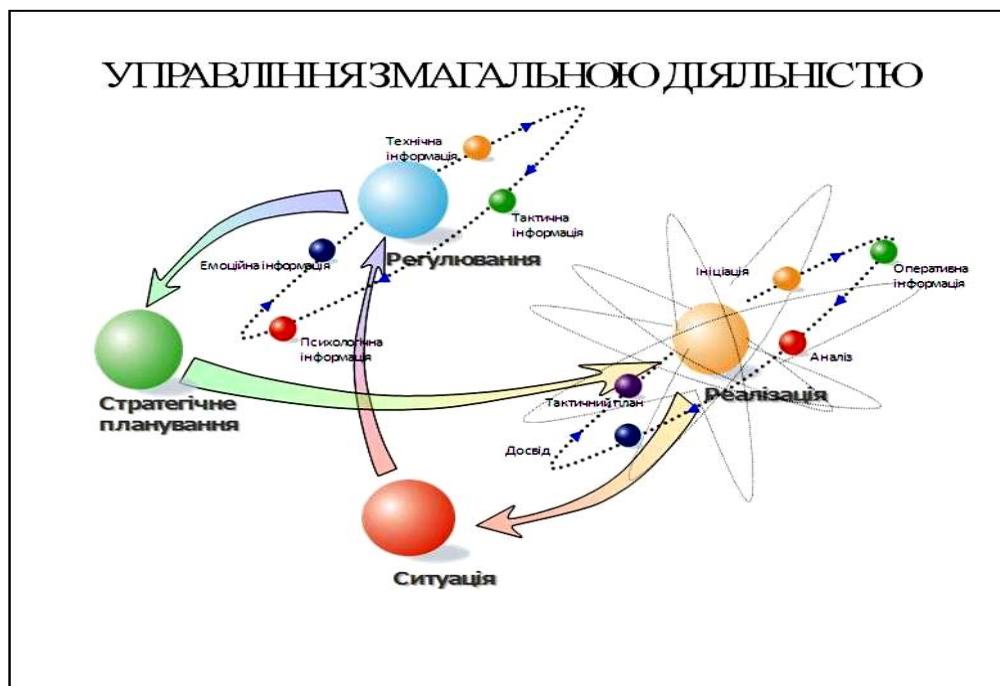 УПРАВЛІННЯ ЗМАГАЛЬНОЮ ДІЯЛЬНІСТЮ
Технічна
інформація
Тактична
інформація
Емоційна інформація
Регулювання
Психологічна
інформація
Ініціація
Оперативна
інформація
Аналіз
Стратегічне
планування
Тактичний план
Реалізація
Досвід
Ситуація